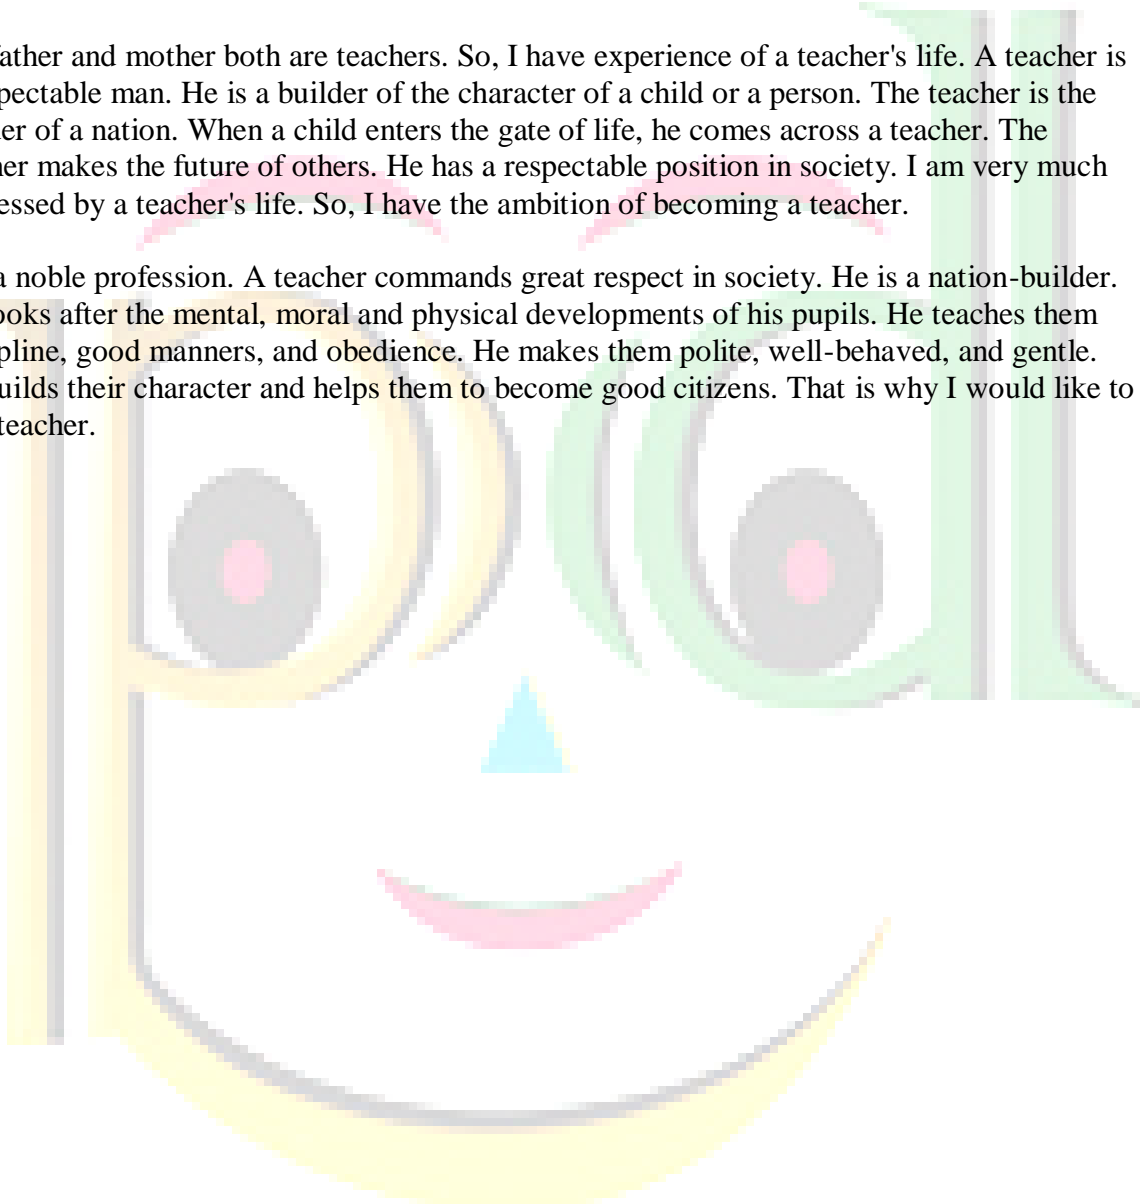 ather and mother both are teachers. So, I have experience of a teacher's life. A teacher is
pectable man. He is a builder of the character of a child or a person. The teacher is the
er of a nation. When a child enters the gate of life, he comes across a teacher. The
her makes the future of others. He has a respectable position in society. I am very much
essed by a teacher's life. So, I have the ambition of becoming a teacher.
a noble profession. A teacher commands great respect in society. He is a nation-builder.
ooks after the mental, moral and physical developments of his pupils. He teaches them
pline, good manners, and obedience. He makes them polite, well-behaved, and gentle.
uilds their character and helps them to become good citizens. That is why I would like to
teacher.